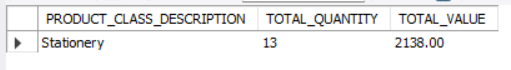 PRODUCT_CLASS_DESCRIPTION TOTAL_QUANTITY TOTAL_VALUE
Stationery 13 2138.00